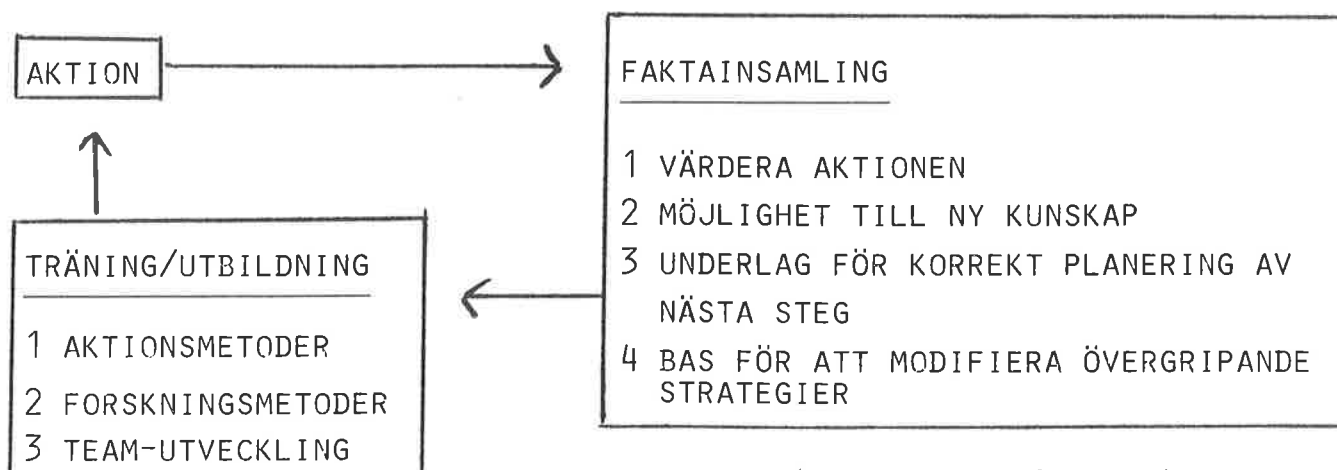 AKTION
FAKTAINSAMLING
1 VÄRDERA AKTIONEN
2 MÖJLIGHET TILL NY KUNSKAP
3 UNDERLAG FÖR KORREKT PLANERING AV
NÄSTA STEG
4 BAS FÖR ATT MODIFIERA ÖVERGRIPANDE
STRATEGIER
TRÄNING/UTBILDNING
1 AKTIONSMETODER
2 FORSKNINGSMETODER
3 TEAM-UTVECKLING